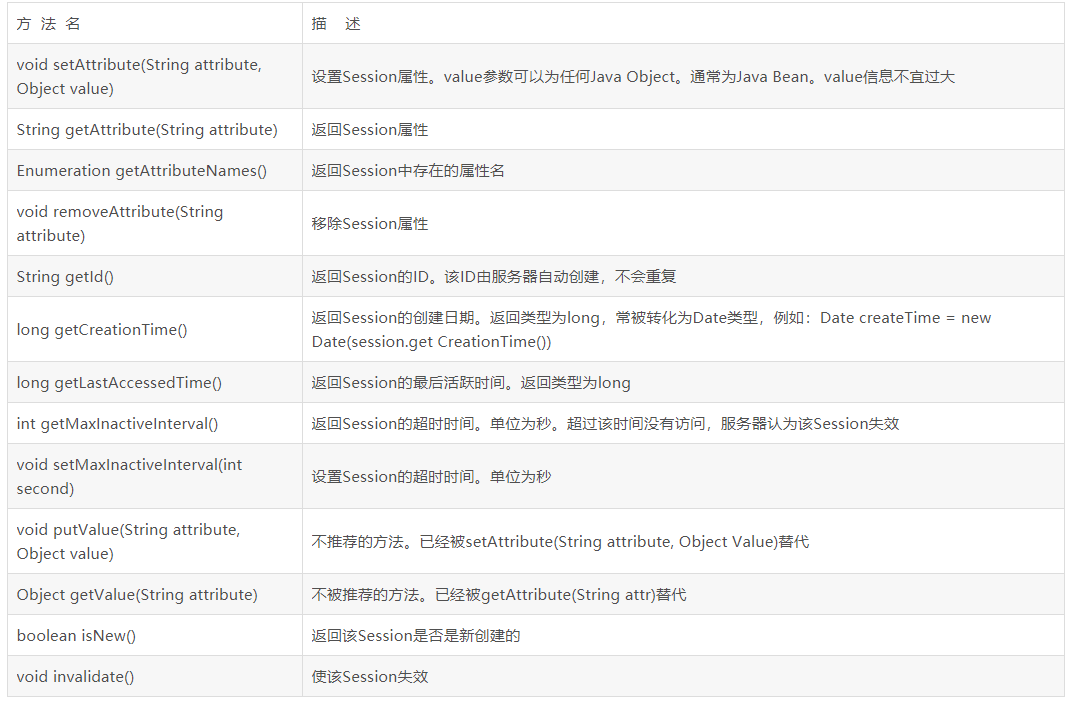 方 法 名
描 述
void setAttribute(String attribute,
Object value)
设置Session属性。value参数可以为任何Java Object。通常为Java Bean。value信息不宜过大
String getAttribute(String attribute)
返回Session属性
Enumeration getAttributeNames()
返回Session中存在的属性名
void removeAttribute(String
attribute)
移除Session属性
String getId()
返回Session的ID。该ID由服务器自动创建，不会重复
long getCreationTime()
返回Session的创建日期。返回类型为long，常被转化为Date类型，例如：Date createTime = new
Date(session.get CreationTime())
long getLastAccessedTime()
返回Session的最后活跃时间。返回类型为long
int getMaxInactiveInterval()
返回Session的超时时间。单位为秒。超过该时间没有访问，服务器认为该Session失效
void setMaxInactiveInterval(int
second)
设置Session的超时时间。单位为秒
void putValue(String attribute,
Object value)
不推荐的方法。已经被setAttribute(String attribute, Object Value)替代
Object getValue(String attribute)
不被推荐的方法。已经被getAttribute(String attr)替代
boolean isNew()
返回该Session是否是新创建的
void invalidate()
使该Session失效